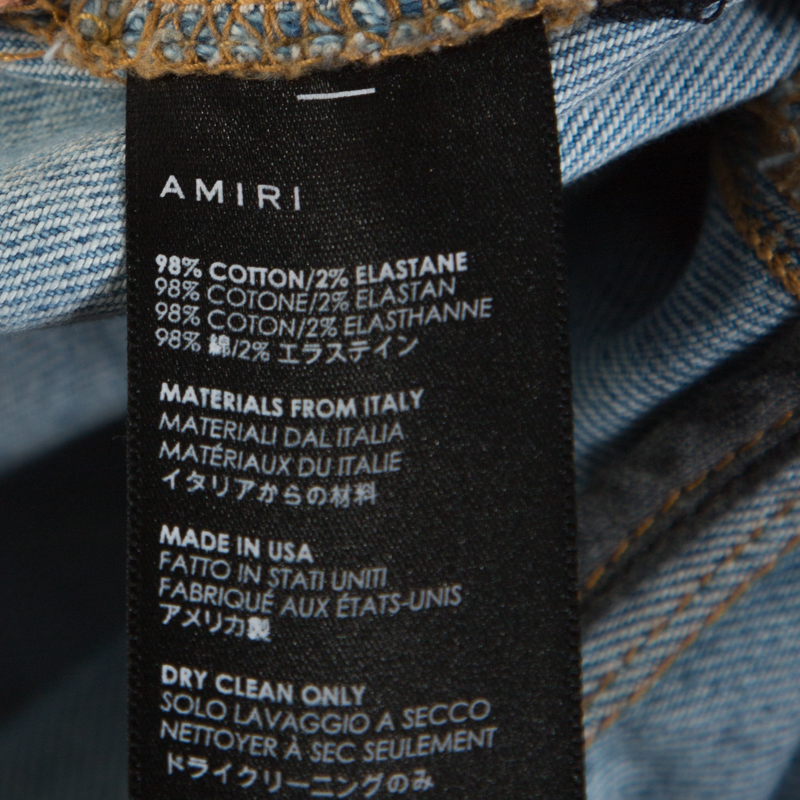 AMIRI
98% COTTON/2% ELASTANE
98% COTONE/2% ELASTAN
98% COTON/2% ELASTHANNE
98% 綿/2% エラステイン
MATERIALS FROM ITALY
MATERIALI DAL ITALIA
MATÉRIAUX DU ITALIE
イタリアからの材料
MADE IN USA
FATTO IN STATI UNITI
FABRIQUÉ AUX ÉTATS-UNIS
アメリカ製
DRY CLEAN ONLY
SOLO LAVAGGIO A SECCO
NETTOYER À SEC SEULEMENT
ドライクリーニングのみ